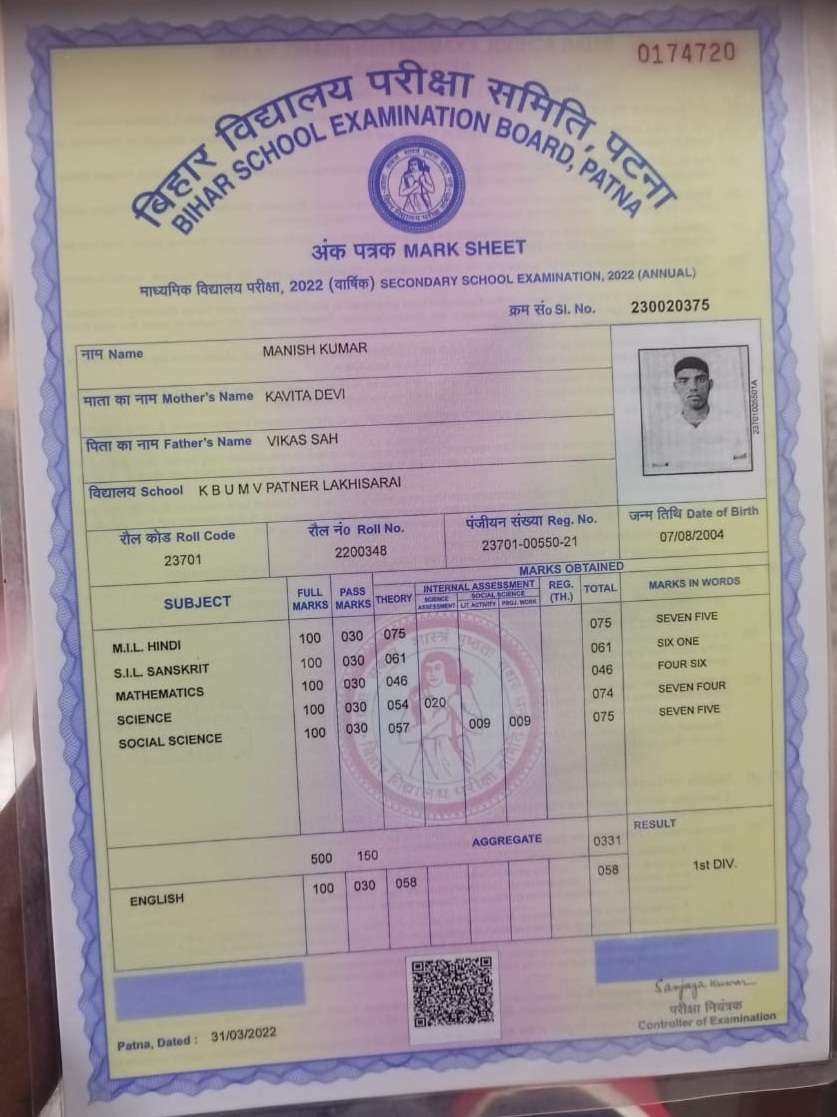 0174720
बिहार विद्यालय परीक्षा समिति, पटना
BIHAR SCHOOL EXAMINATION BOARD, PATNA
अंक पत्रक MARK SHEET
माध्यमिक विद्यालय परीक्षा, 2022 (वार्षिक) SECONDARY SCHOOL EXAMINATION, 2022 (ANNUAL)
क्रम सं० Sl. No. 230020375
नाम Name MANISH KUMAR
माता का नाम Mother's Name KAVITA DEVI
पिता का नाम Father's Name VIKAS SAH
विद्यालय School K B U M V PATNER LAKHISARAI
रौल कोड Roll Code रौल नं० Roll No. पंजीयन संख्या Reg. No. जन्म तिथि Date of Birth
23701 2200348 23701-00550-21 07/08/2004
MARKS OBTAINED
SUBJECT FULL MARKS PASS MARKS THEORY INTERNAL ASSESSMENT REG. (TH.) TOTAL MARKS IN WORDS
SCIENCE ASSESSMENT SOCIAL SCIENCE LIT. ACTIVITY PROJ. WORK
M.I.L. HINDI 100 030 075 075 SEVEN FIVE
S.I.L. SANSKRIT 100 030 061 061 SIX ONE
MATHEMATICS 100 030 046 046 FOUR SIX
SCIENCE 100 030 054 020 074 SEVEN FOUR
SOCIAL SCIENCE 100 030 057 009 009 075 SEVEN FIVE
500 150 AGGREGATE 0331 RESULT
ENGLISH 100 030 058 058 1st DIV.
Sanjaya Kumar
परीक्षा नियंत्रक
Controller of Examination
Patna, Dated : 31/03/2022